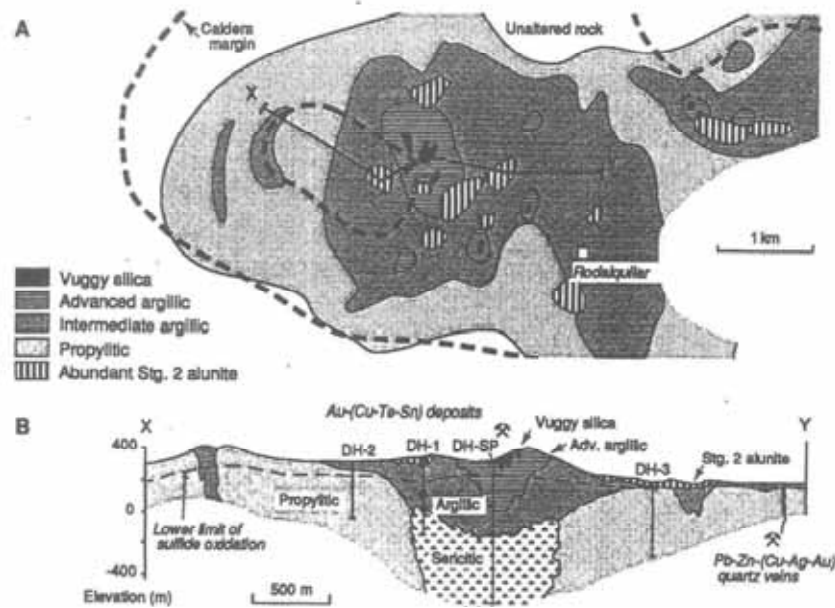 A
Caldera
margin
Unaltered rock
X
1 km
Rodalquilar
Vuggy silica
Advanced argillic
Intermediate argillic
Propylitic
Abundant Stg. 2 alunite
B
Au-(Cu-Te-Sn) deposits
X
Vuggy silica
Y
400
DH-2
DH-1
DH-SP
Adv. argillic
DH-3
Stg. 2 alunite
Propylitic
Argillic
0
Lower limit of
sulfide oxidation
Sericitic
-400
Pb-Zn-(Cu-Ag-Au)
quartz veins
Elevation (m)
500 m